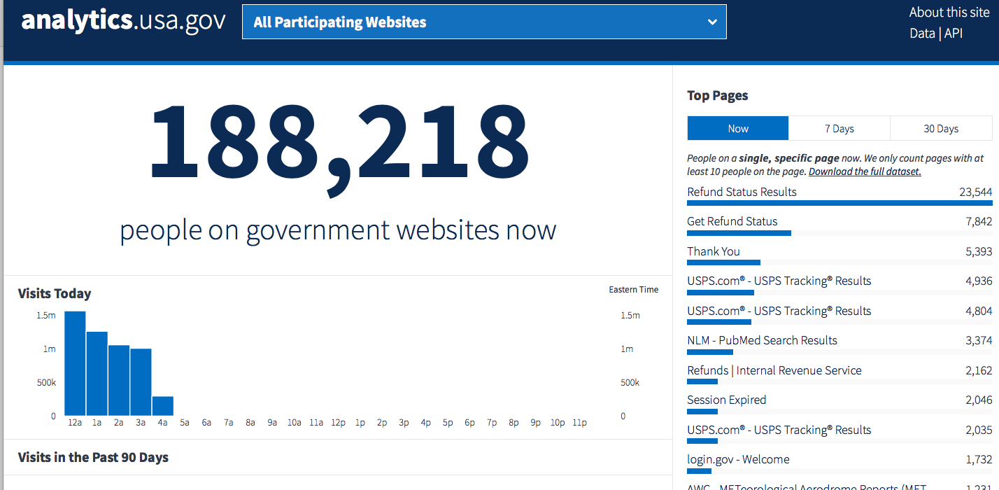 analytics.usa.gov
All Participating Websites
About this site
Data | API
188,218
people on government websites now
Visits Today
Eastern Time
1.5m
1m
500k
0
1.5m
1m
500k
0
12a 1a 2a 3a 4a 5a 6a 7a 8a 9a 10a 11a 12p 1p 2p 3p 4p 5p 6p 7p 8p 9p 10p 11p
Visits in the Past 90 Days
Top Pages
Now 7 Days 30 Days
People on a single, specific page now. We only count pages with at
least 10 people on the page. Download the full dataset.
Refund Status Results 23,544
Get Refund Status 7,842
Thank You 5,393
USPS.com® - USPS Tracking® Results 4,936
USPS.com® - USPS Tracking® Results 4,804
NLM - PubMed Search Results 3,374
Refunds | Internal Revenue Service 2,162
Session Expired 2,046
USPS.com® - USPS Tracking® Results 2,035
login.gov - Welcome 1,732
AWC - METeorological Aerodrome Reports (MET 1,231